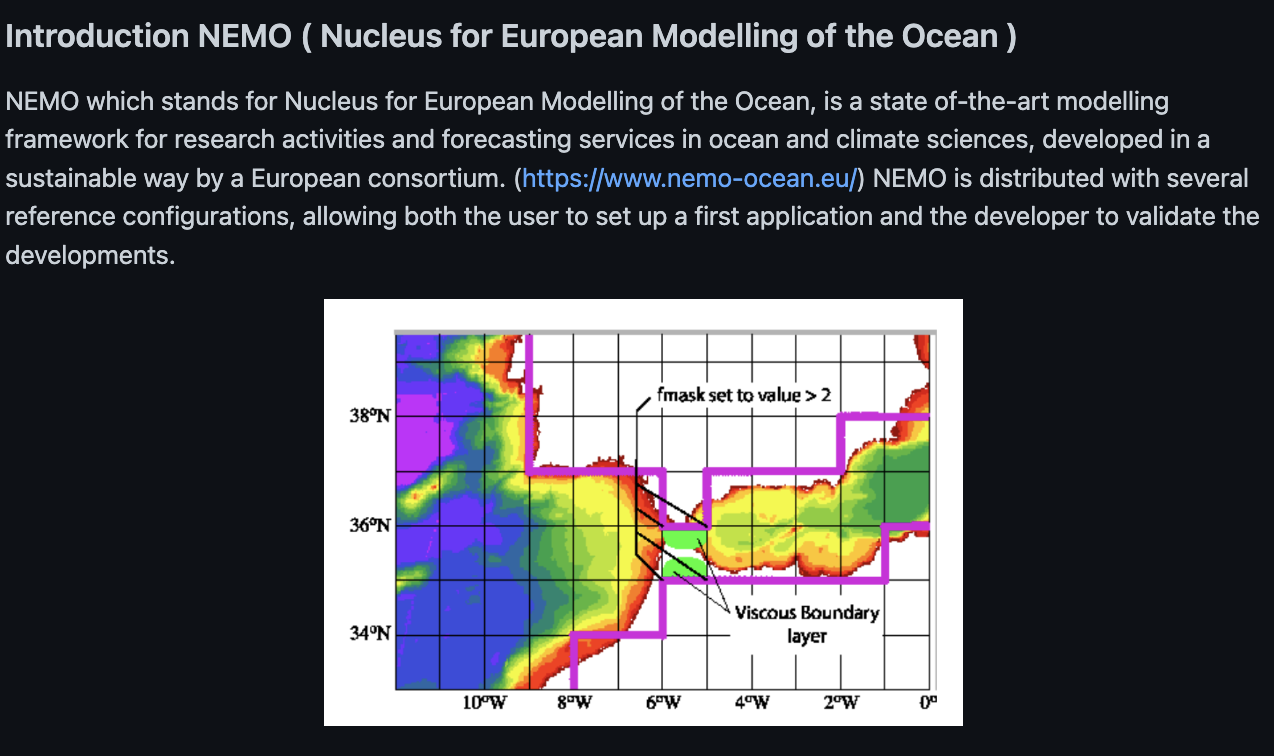 Introduction NEMO ( Nucleus for European Modelling of the Ocean )
NEMO which stands for Nucleus for European Modelling of the Ocean, is a state of-the-art modelling
framework for research activities and forecasting services in ocean and climate sciences, developed in a
sustainable way by a European consortium. (https://www.nemo-ocean.eu/) NEMO is distributed with several
reference configurations, allowing both the user to set up a first application and the developer to validate the
developments.
fmask set to value > 2
38°N
36°N
Viscous Boundary
layer
34°N
10°W 8°W 6°W 4°W 2°W 0°